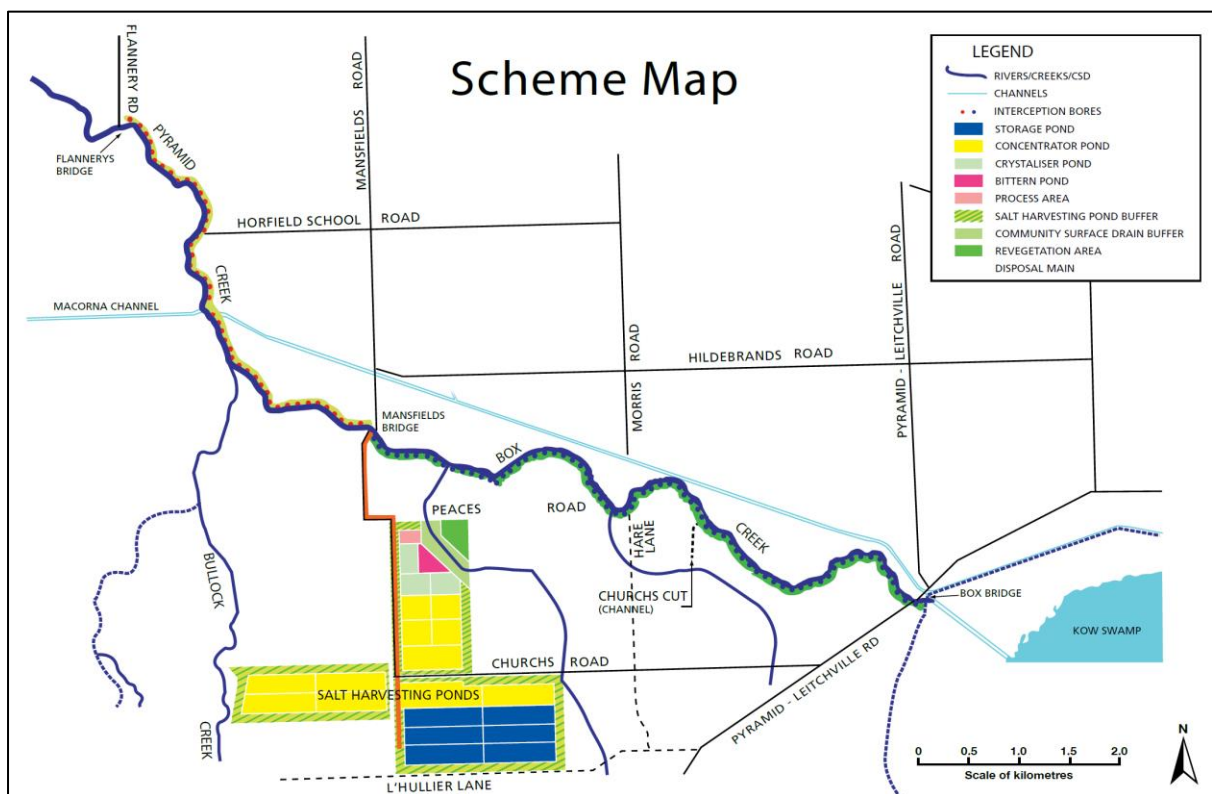 Scheme Map
FLANNERY RD
PYRAMID
FLANNERYS
BRIDGE
MANSFIELDS ROAD
HORFIELD SCHOOL ROAD
CREEK
MACORNA CHANNEL
MORRIS ROAD
HILDEBRANDS ROAD
PYRAMID - LEITCHVILLE ROAD
MANSFIELDS
BRIDGE
BOX
PEACES ROAD
HARE
LANE
CREEK
CHURCHS CUT
(CHANNEL)
BOX BRIDGE
KOW SWAMP
BULLOCK
CREEK
CHURCHS ROAD
SALT HARVESTING PONDS
PYRAMID - LEITCHVILLE RD
L'HULLIER LANE
LEGEND
RIVERS/CREEKS/CSD
CHANNELS
INTERCEPTION BORES
STORAGE POND
CONCENTRATOR POND
CRYSTALISER POND
BITTERN POND
PROCESS AREA
SALT HARVESTING POND BUFFER
COMMUNITY SURFACE DRAIN BUFFER
REVEGETATION AREA
DISPOSAL MAIN
N
0 0.5 1.0 1.5 2.0
Scale of kilometres